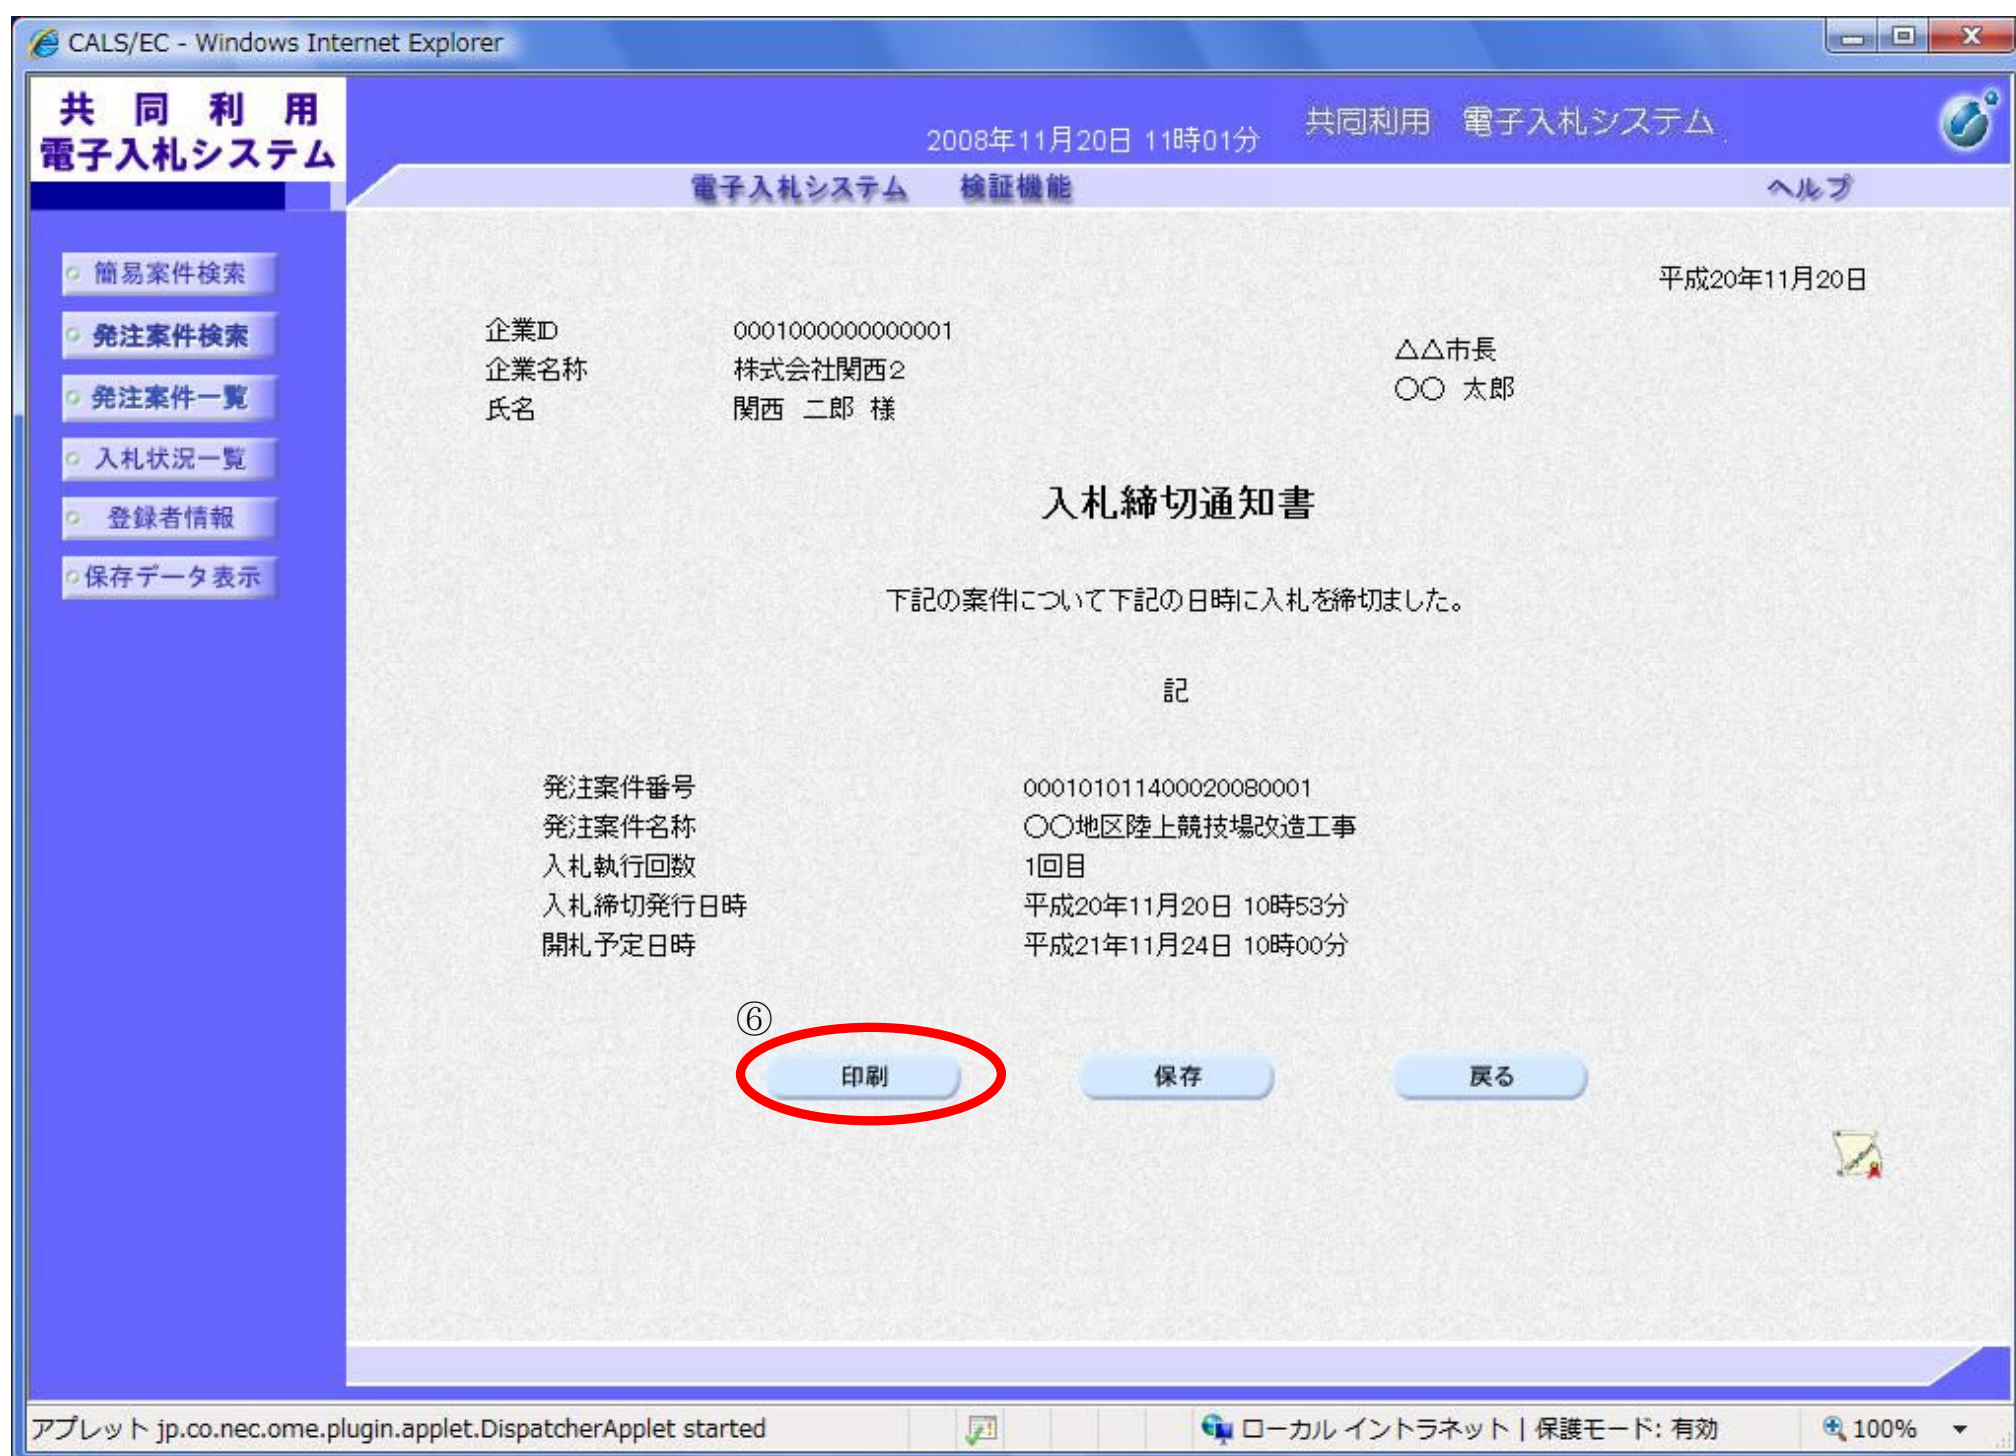 CALS/EC - Windows Internet Explorer
共同利用
電子入札システム
2008年11月20日 11時01分
共同利用 電子入札システム
電子入札システム 検証機能 ヘルプ
簡易案件検索
発注案件検索
発注案件一覧
入札状況一覧
登録者情報
保存データ表示
平成20年11月20日
企業ID 0001000000000001
企業名称 株式会社関西2
氏名 関西 二郎 様
△△市長
〇〇 太郎
入札締切通知書
下記の案件について下記の日時に入札を締切ました。
記
発注案件番号 000101011400020080001
発注案件名称 〇〇地区陸上競技場改造工事
入札執行回数 1回目
入札締切発行日時 平成20年11月20日 10時53分
開札予定日時 平成21年11月24日 10時00分
⑥
印刷 保存 戻る
アプレット jp.co.nec.ome.plugin.applet.DispatcherApplet started
ローカル イントラネット | 保護モード: 有効
100%